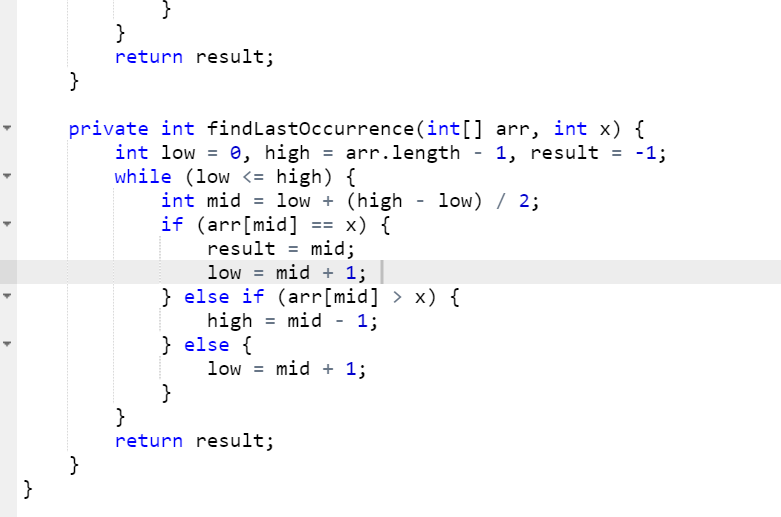 }
        }
        return result;
    }

    private int findLastOccurrence(int[] arr, int x) {
        int low = 0, high = arr.length - 1, result = -1;
        while (low <= high) {
            int mid = low + (high - low) / 2;
            if (arr[mid] == x) {
                result = mid;
                low = mid + 1;
            } else if (arr[mid] > x) {
                high = mid - 1;
            } else {
                low = mid + 1;
            }
        }
        return result;
    }
}